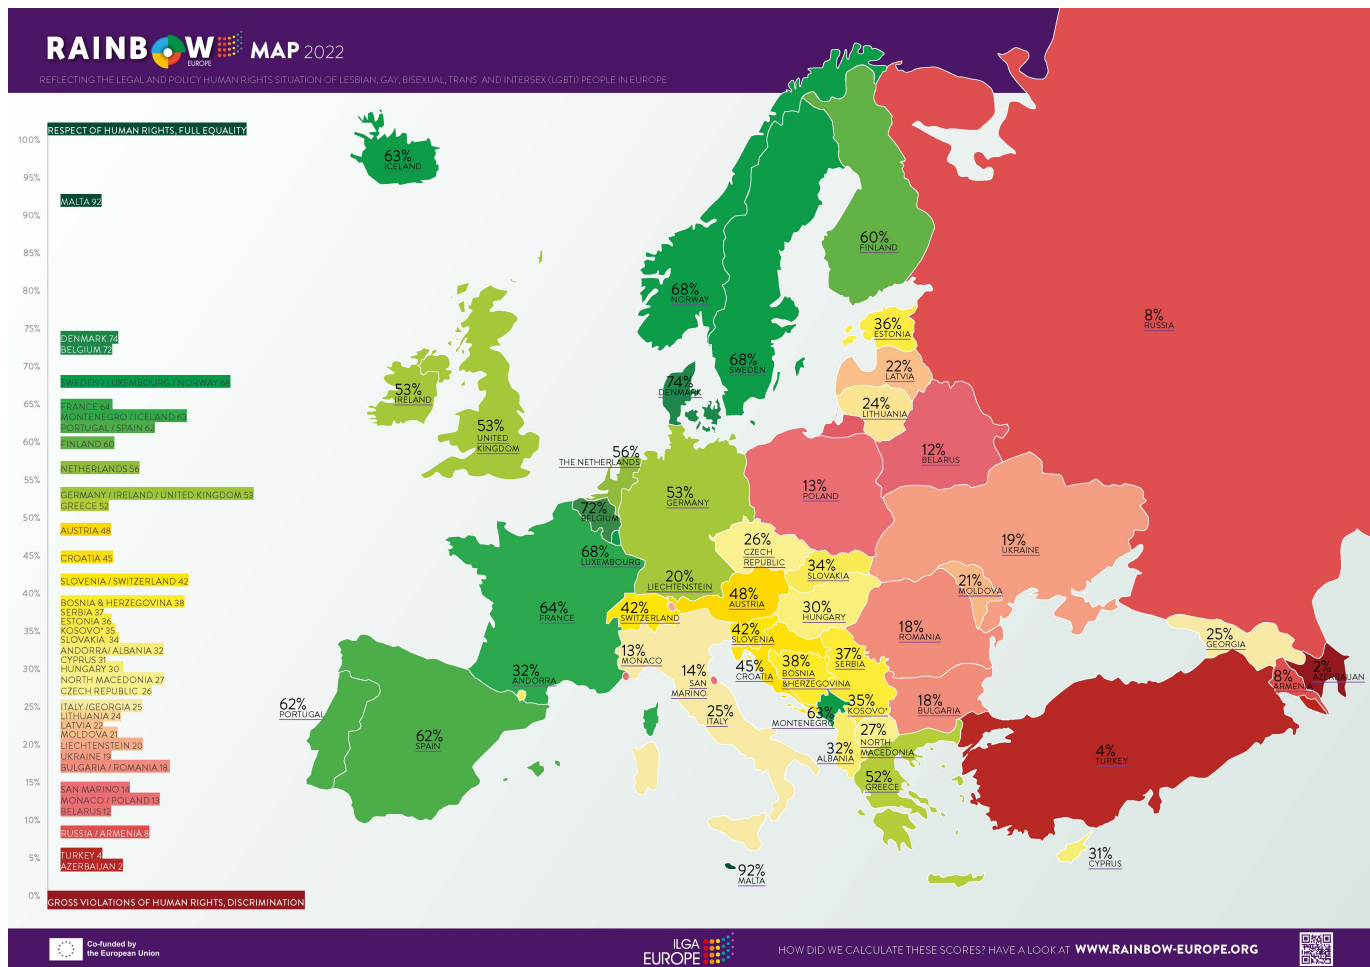 RAINBOW EUROPE MAP 2022
REFLECTING THE LEGAL AND POLICY HUMAN RIGHTS SITUATION OF LESBIAN, GAY, BISEXUAL, TRANS AND INTERSEX (LGBTI) PEOPLE IN EUROPE
RESPECT OF HUMAN RIGHTS, FULL EQUALITY
100%
95%
MALTA 92
90%
85%
80%
75%
DENMARK 74
BELGIUM 72
70%
SWEDEN / LUXEMBOURG / NORWAY 68
65%
FRANCE 64
MONTENEGRO / ICELAND 63
PORTUGAL / SPAIN 62
60%
FINLAND 60
NETHERLANDS 56
55%
GERMANY / IRELAND / UNITED KINGDOM 53
GREECE 52
50%
AUSTRIA 48
45%
CROATIA 45
SLOVENIA / SWITZERLAND 42
40%
BOSNIA & HERZEGOVINA 38
SERBIA 37
ESTONIA 36
KOSOVO* 35
35%
SLOVAKIA 34
ANDORRA/ ALBANIA 32
CYPRUS 31
HUNGARY 30
30%
NORTH MACEDONIA 27
CZECH REPUBLIC 26
25%
ITALY /GEORGIA 25
LITHUANIA 24
LATVIA 22
MOLDOVA 21
LIECHTENSTEIN 20
20%
UKRAINE 19
BULGARIA / ROMANIA 18
15%
SAN MARINO 14
MONACO / POLAND 13
BELARUS 12
10%
RUSSIA / ARMENIA 8
5%
TURKEY 4
AZERBAIJAN 2
0%
GROSS VIOLATIONS OF HUMAN RIGHTS, DISCRIMINATION
63%
ICELAND
60%
FINLAND
68%
NORWAY
68%
SWEDEN
8%
RUSSIA
36%
ESTONIA
22%
LATVIA
24%
LITHUANIA
74%
DENMARK
53%
IRELAND
53%
UNITED
KINGDOM
56%
THE NETHERLANDS
12%
BELARUS
53%
GERMANY
13%
POLAND
72%
BELGIUM
68%
LUXEMBOURG
26%
CZECH
REPUBLIC
19%
UKRAINE
34%
SLOVAKIA
20%
LIECHTENSTEIN
21%
MOLDOVA
48%
AUSTRIA
64%
FRANCE
42%
SWITZERLAND
30%
HUNGARY
18%
ROMANIA
42%
SLOVENIA
25%
GEORGIA
13%
MONACO
37%
SERBIA
45%
CROATIA
38%
BOSNIA
&HERZEGOVINA
32%
ANDORRA
14%
SAN
MARINO
2%
AZERBAIJAN
8%
ARMENIA
62%
PORTUGAL
35%
KOSOVO*
18%
BULGARIA
25%
ITALY
63%
MONTENEGRO
62%
SPAIN
27%
NORTH
MACEDONIA
32%
ALBANIA
4%
TURKEY
52%
GREECE
31%
CYPRUS
92%
MALTA
Co-funded by
the European Union
ILGA
EUROPE
HOW DID WE CALCULATE THESE SCORES? HAVE A LOOK AT WWW.RAINBOW-EUROPE.ORG